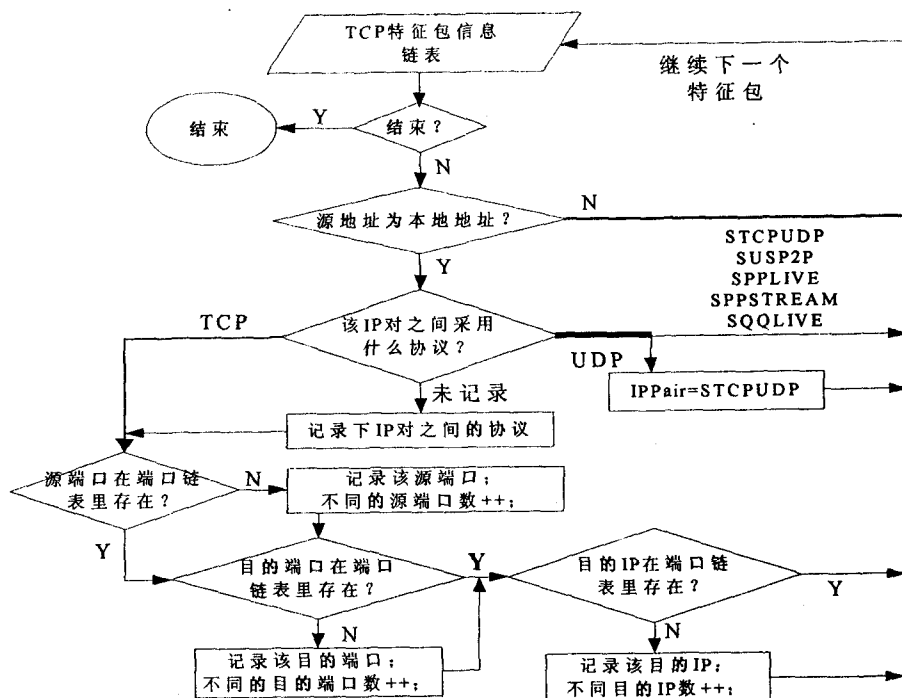 TCP特征包信息
链表
继续下一个
特征包
结束
Y
结束？
N
源地址为本地地址？
N
Y
STCPUDP
SUSP2P
SPPLIVE
SPPSTREAM
SQQLIVE
TCP
该IP对之间采用
什么协议？
UDP
IPPair=STCPUDP
未记录
记录下IP对之间的协议
源端口在端口链
表里存在？
N
记录该源端口；
不同的源端口数++；
Y
目的端口在端口
链表里存在？
Y
目的IP在端口链
表里存在？
Y
N
记录该目的端口；
不同的目的端口数++；
N
记录该目的IP；
不同目的IP数++；